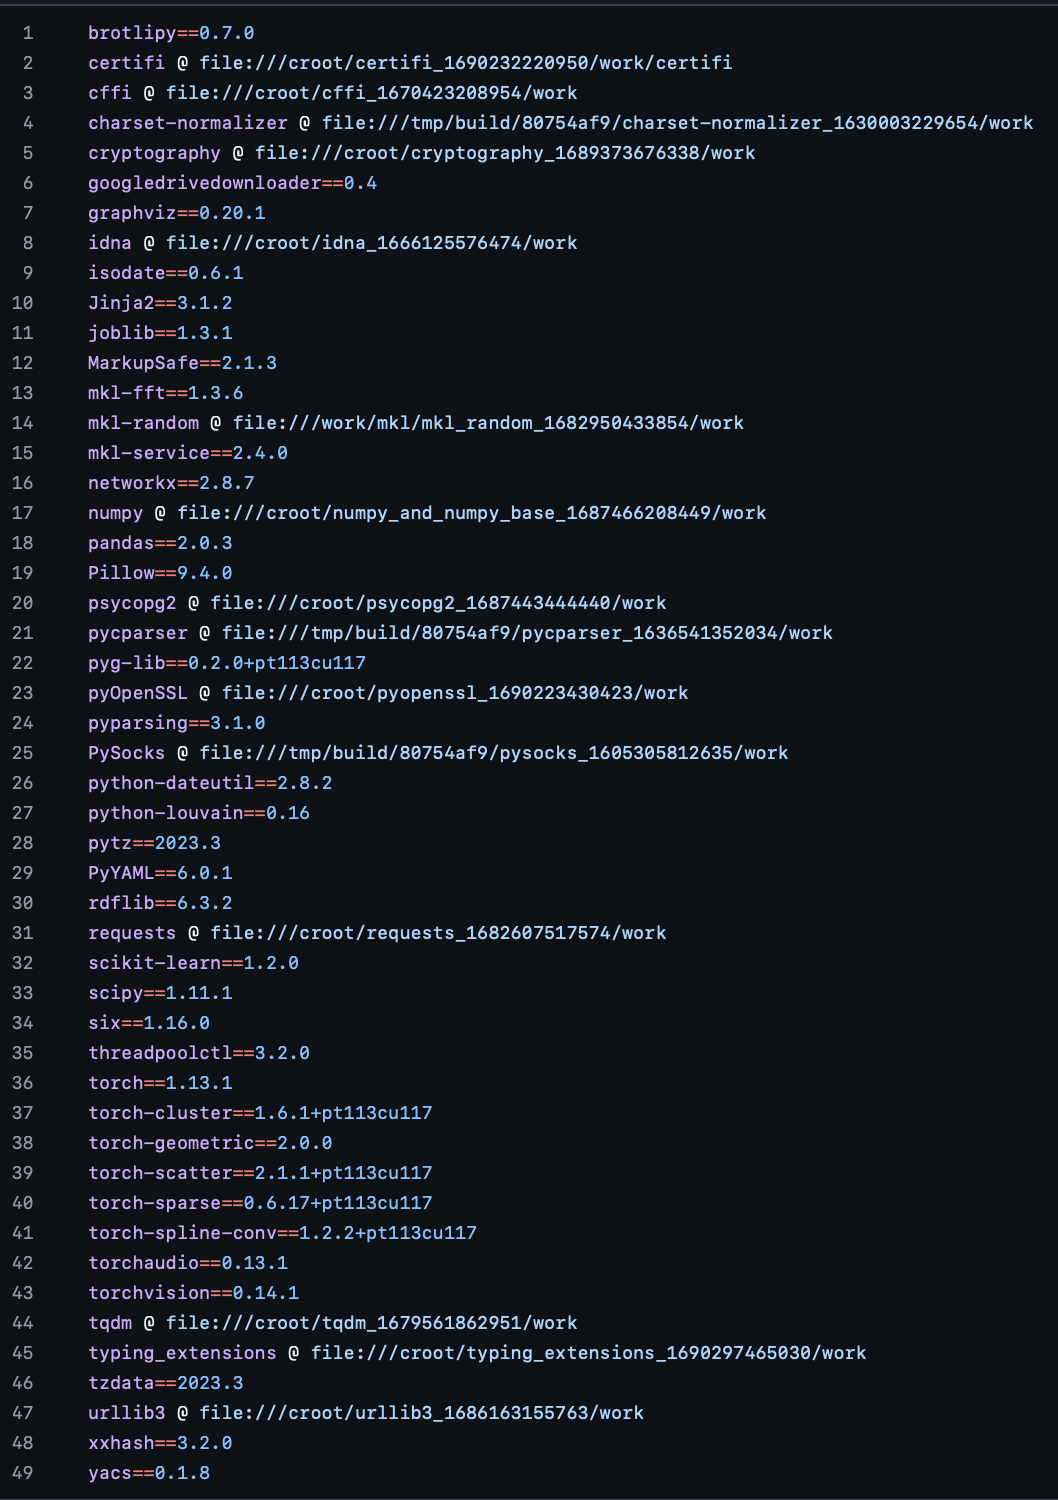 1 brotlipy==0.7.0
2 certifi @ file:///croot/certifi_1690232220950/work/certifi
3 cffi @ file:///croot/cffi_1670423208954/work
4 charset-normalizer @ file:///tmp/build/80754af9/charset-normalizer_1630003229654/work
5 cryptography @ file:///croot/cryptography_1689373676338/work
6 googledrivedownloader==0.4
7 graphviz==0.20.1
8 idna @ file:///croot/idna_1666125576474/work
9 isodate==0.6.1
10 Jinja2==3.1.2
11 joblib==1.3.1
12 MarkupSafe==2.1.3
13 mkl-fft==1.3.6
14 mkl-random @ file:///work/mkl/mkl_random_1682950433854/work
15 mkl-service==2.4.0
16 networkx==2.8.7
17 numpy @ file:///croot/numpy_and_numpy_base_1687466208449/work
18 pandas==2.0.3
19 Pillow==9.4.0
20 psycopg2 @ file:///croot/psycopg2_1687443444440/work
21 pycparser @ file:///tmp/build/80754af9/pycparser_1636541352034/work
22 pyg-lib==0.2.0+pt113cu117
23 pyOpenSSL @ file:///croot/pyopenssl_1690223430423/work
24 pyparsing==3.1.0
25 PySocks @ file:///tmp/build/80754af9/pysocks_1605305812635/work
26 python-dateutil==2.8.2
27 python-louvain==0.16
28 pytz==2023.3
29 PyYAML==6.0.1
30 rdflib==6.3.2
31 requests @ file:///croot/requests_1682607517574/work
32 scikit-learn==1.2.0
33 scipy==1.11.1
34 six==1.16.0
35 threadpoolctl==3.2.0
36 torch==1.13.1
37 torch-cluster==1.6.1+pt113cu117
38 torch-geometric==2.0.0
39 torch-scatter==2.1.1+pt113cu117
40 torch-sparse==0.6.17+pt113cu117
41 torch-spline-conv==1.2.2+pt113cu117
42 torchaudio==0.13.1
43 torchvision==0.14.1
44 tqdm @ file:///croot/tqdm_1679561862951/work
45 typing_extensions @ file:///croot/typing_extensions_1690297465030/work
46 tzdata==2023.3
47 urllib3 @ file:///croot/urllib3_1686163155763/work
48 xxhash==3.2.0
49 yacs==0.1.8